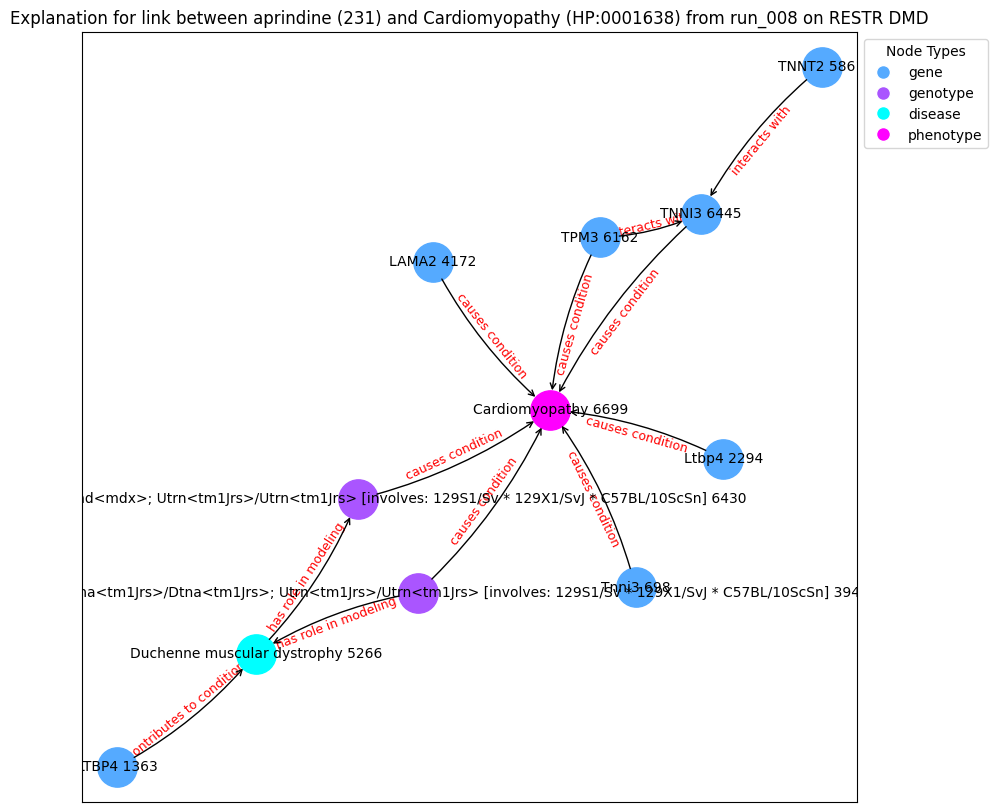 Explanation for link between aprindine (231) and Cardiomyopathy (HP:0001638) from run_008 on RESTR DMD
Node Types
gene
genotype
disease
phenotype
TNNT2 586
interacts with
TNNI3 6445
TPM3 6162
LAMA2 4172
causes condition
causes condition
causes condition
Cardiomyopathy 6699
causes condition
Ltbp4 2294
causes condition
d<mdx>; Utrn<tm1Jrs>/Utrn<tm1Jrs> [involves: 129S1/Sv * 129X1/SvJ * C57BL/10ScSn] 6430
causes condition
causes condition
has role in modeling
Tnni3 698
na<tm1Jrs>/Dtna<tm1Jrs>; Utrn<tm1Jrs>/Utrn<tm1Jrs> [involves: 129S1/Sv * 129X1/SvJ * C57BL/10ScSn] 394
has role in modeling
Duchenne muscular dystrophy 5266
ontributes to condition
LTBP4 1363